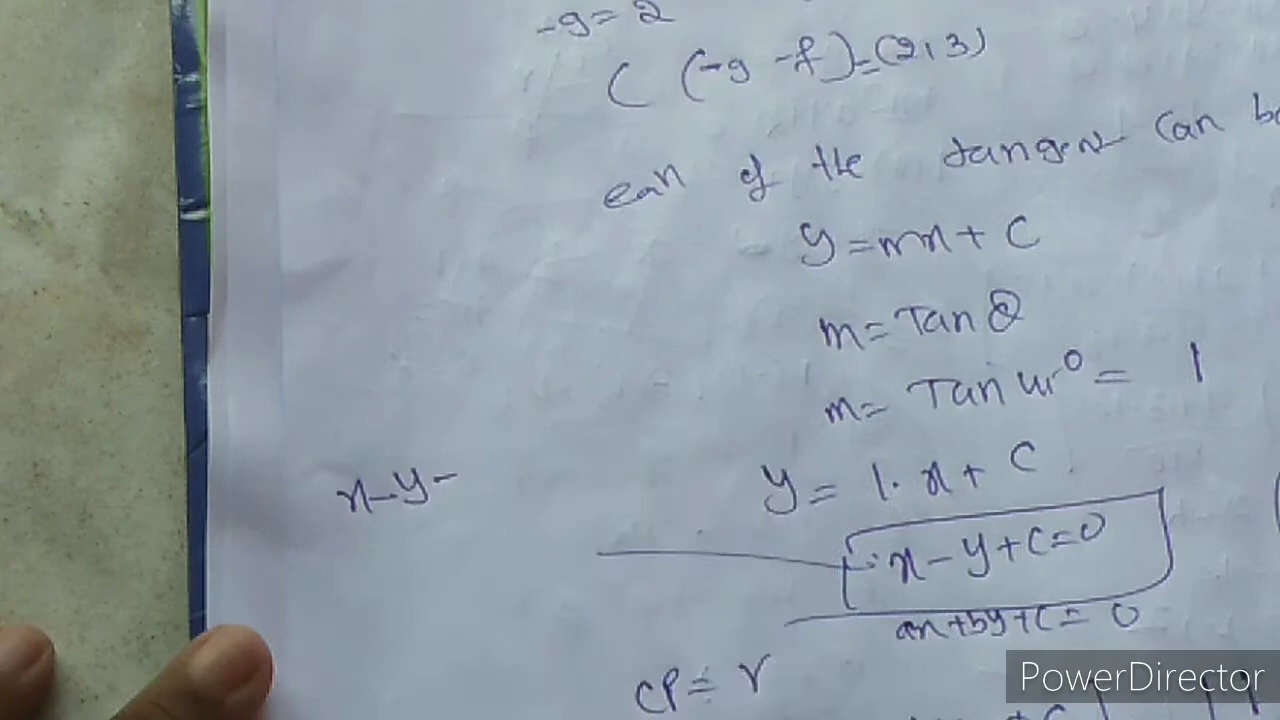 -g = 2
C (-g -f) = (2, 3)
eqn of the tangent can be
y = mx + c
m = Tan θ
m = Tan 45° = 1
y = 1. x + c
x - y -
x - y + c = 0
ax + by + c = 0
CP = r
PowerDirector